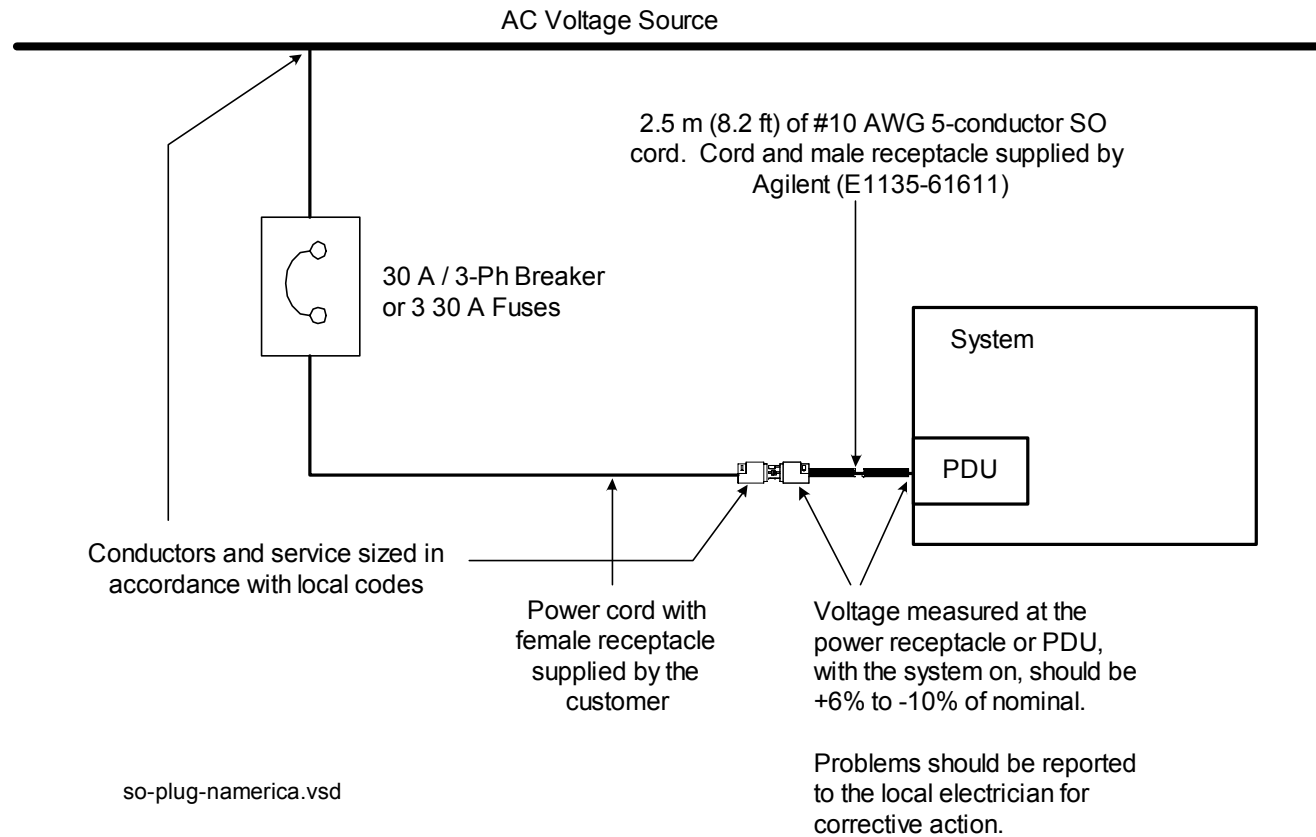 AC Voltage Source
2.5 m (8.2 ft) of #10 AWG 5-conductor SO
cord.  Cord and male receptacle supplied by
Agilent (E1135-61611)
30 A / 3-Ph Breaker
or 3 30 A Fuses
System
PDU
Conductors and service sized in
accordance with local codes
Power cord with
female receptacle
supplied by the
customer
Voltage measured at the
power receptacle or PDU,
with the system on, should be
+6% to -10% of nominal.
Problems should be reported
to the local electrician for
corrective action.
so-plug-namerica.vsd